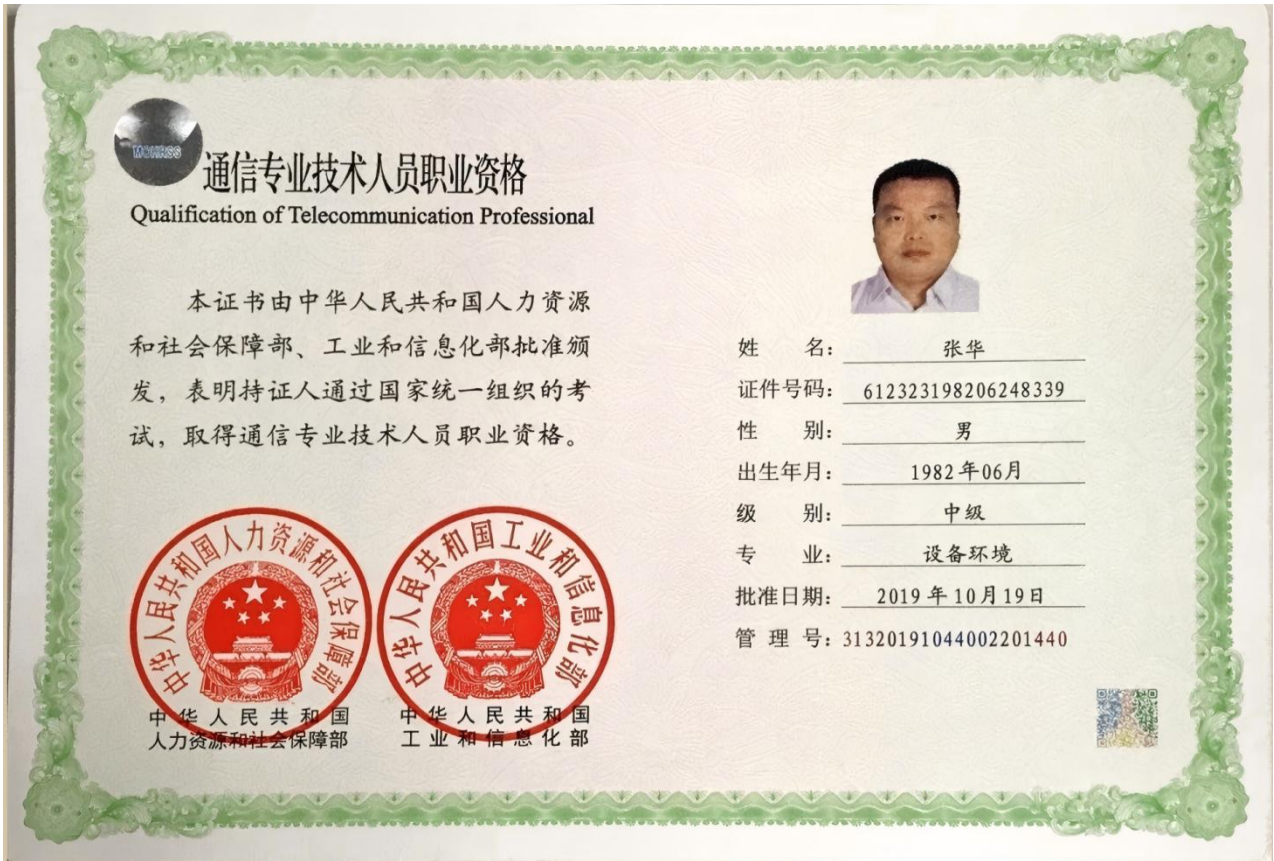 MOHRSS
通信专业技术人员职业资格
Qualification of Telecommunication Professional
本证书由中华人民共和国人力资源
和社会保障部、工业和信息化部批准颁
发，表明持证人通过国家统一组织的考
试，取得通信专业技术人员职业资格。
中华人民共和国人力资源和社会保障部
中华人民共和国工业和信息化部
中华人民共和国
人力资源和社会保障部
中华人民共和国
工业和信息化部
姓 名：张华
证件号码：612323198206248339
性 别：男
出生年月：1982年06月
级 别：中级
专 业：设备环境
批准日期：2019年10月19日
管 理 号：31320191044002201440